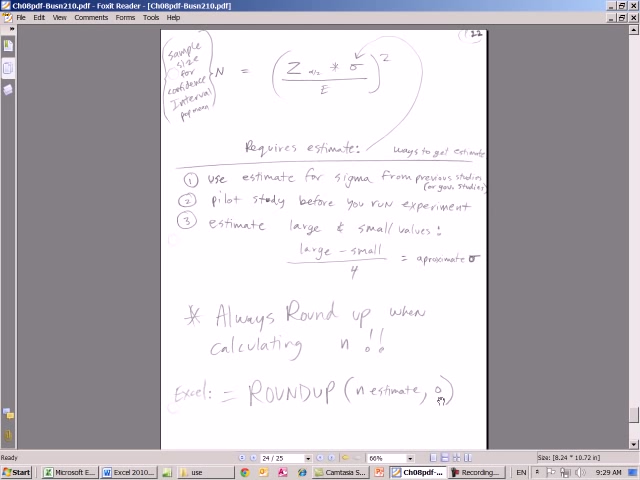 Ch08pdf-Busn210.pdf - Foxit Reader - [Ch08pdf-Busn210.pdf]
File Edit View Comments Forms Tools Help
22
sample
size
for
confidence
Interval
pop mean
N = ( Z α/2 * σ / E )²
Requires estimate: ways to get estimate
① use estimate for sigma from previous studies
(or your studies)
② pilot study before you run experiment
③ estimate large & small values:
large - small
4
= aproximate σ
* Always Round up when
calculating n !!
Excel: = ROUNDUP (n estimate, 0)
Ready 24 / 25 66% Size: [8.24 * 10.72 in]
Start Microsoft E... Excel 2010... use Camtasia S... Ch08pdf-Busn2... Recording... EN 9:29 AM